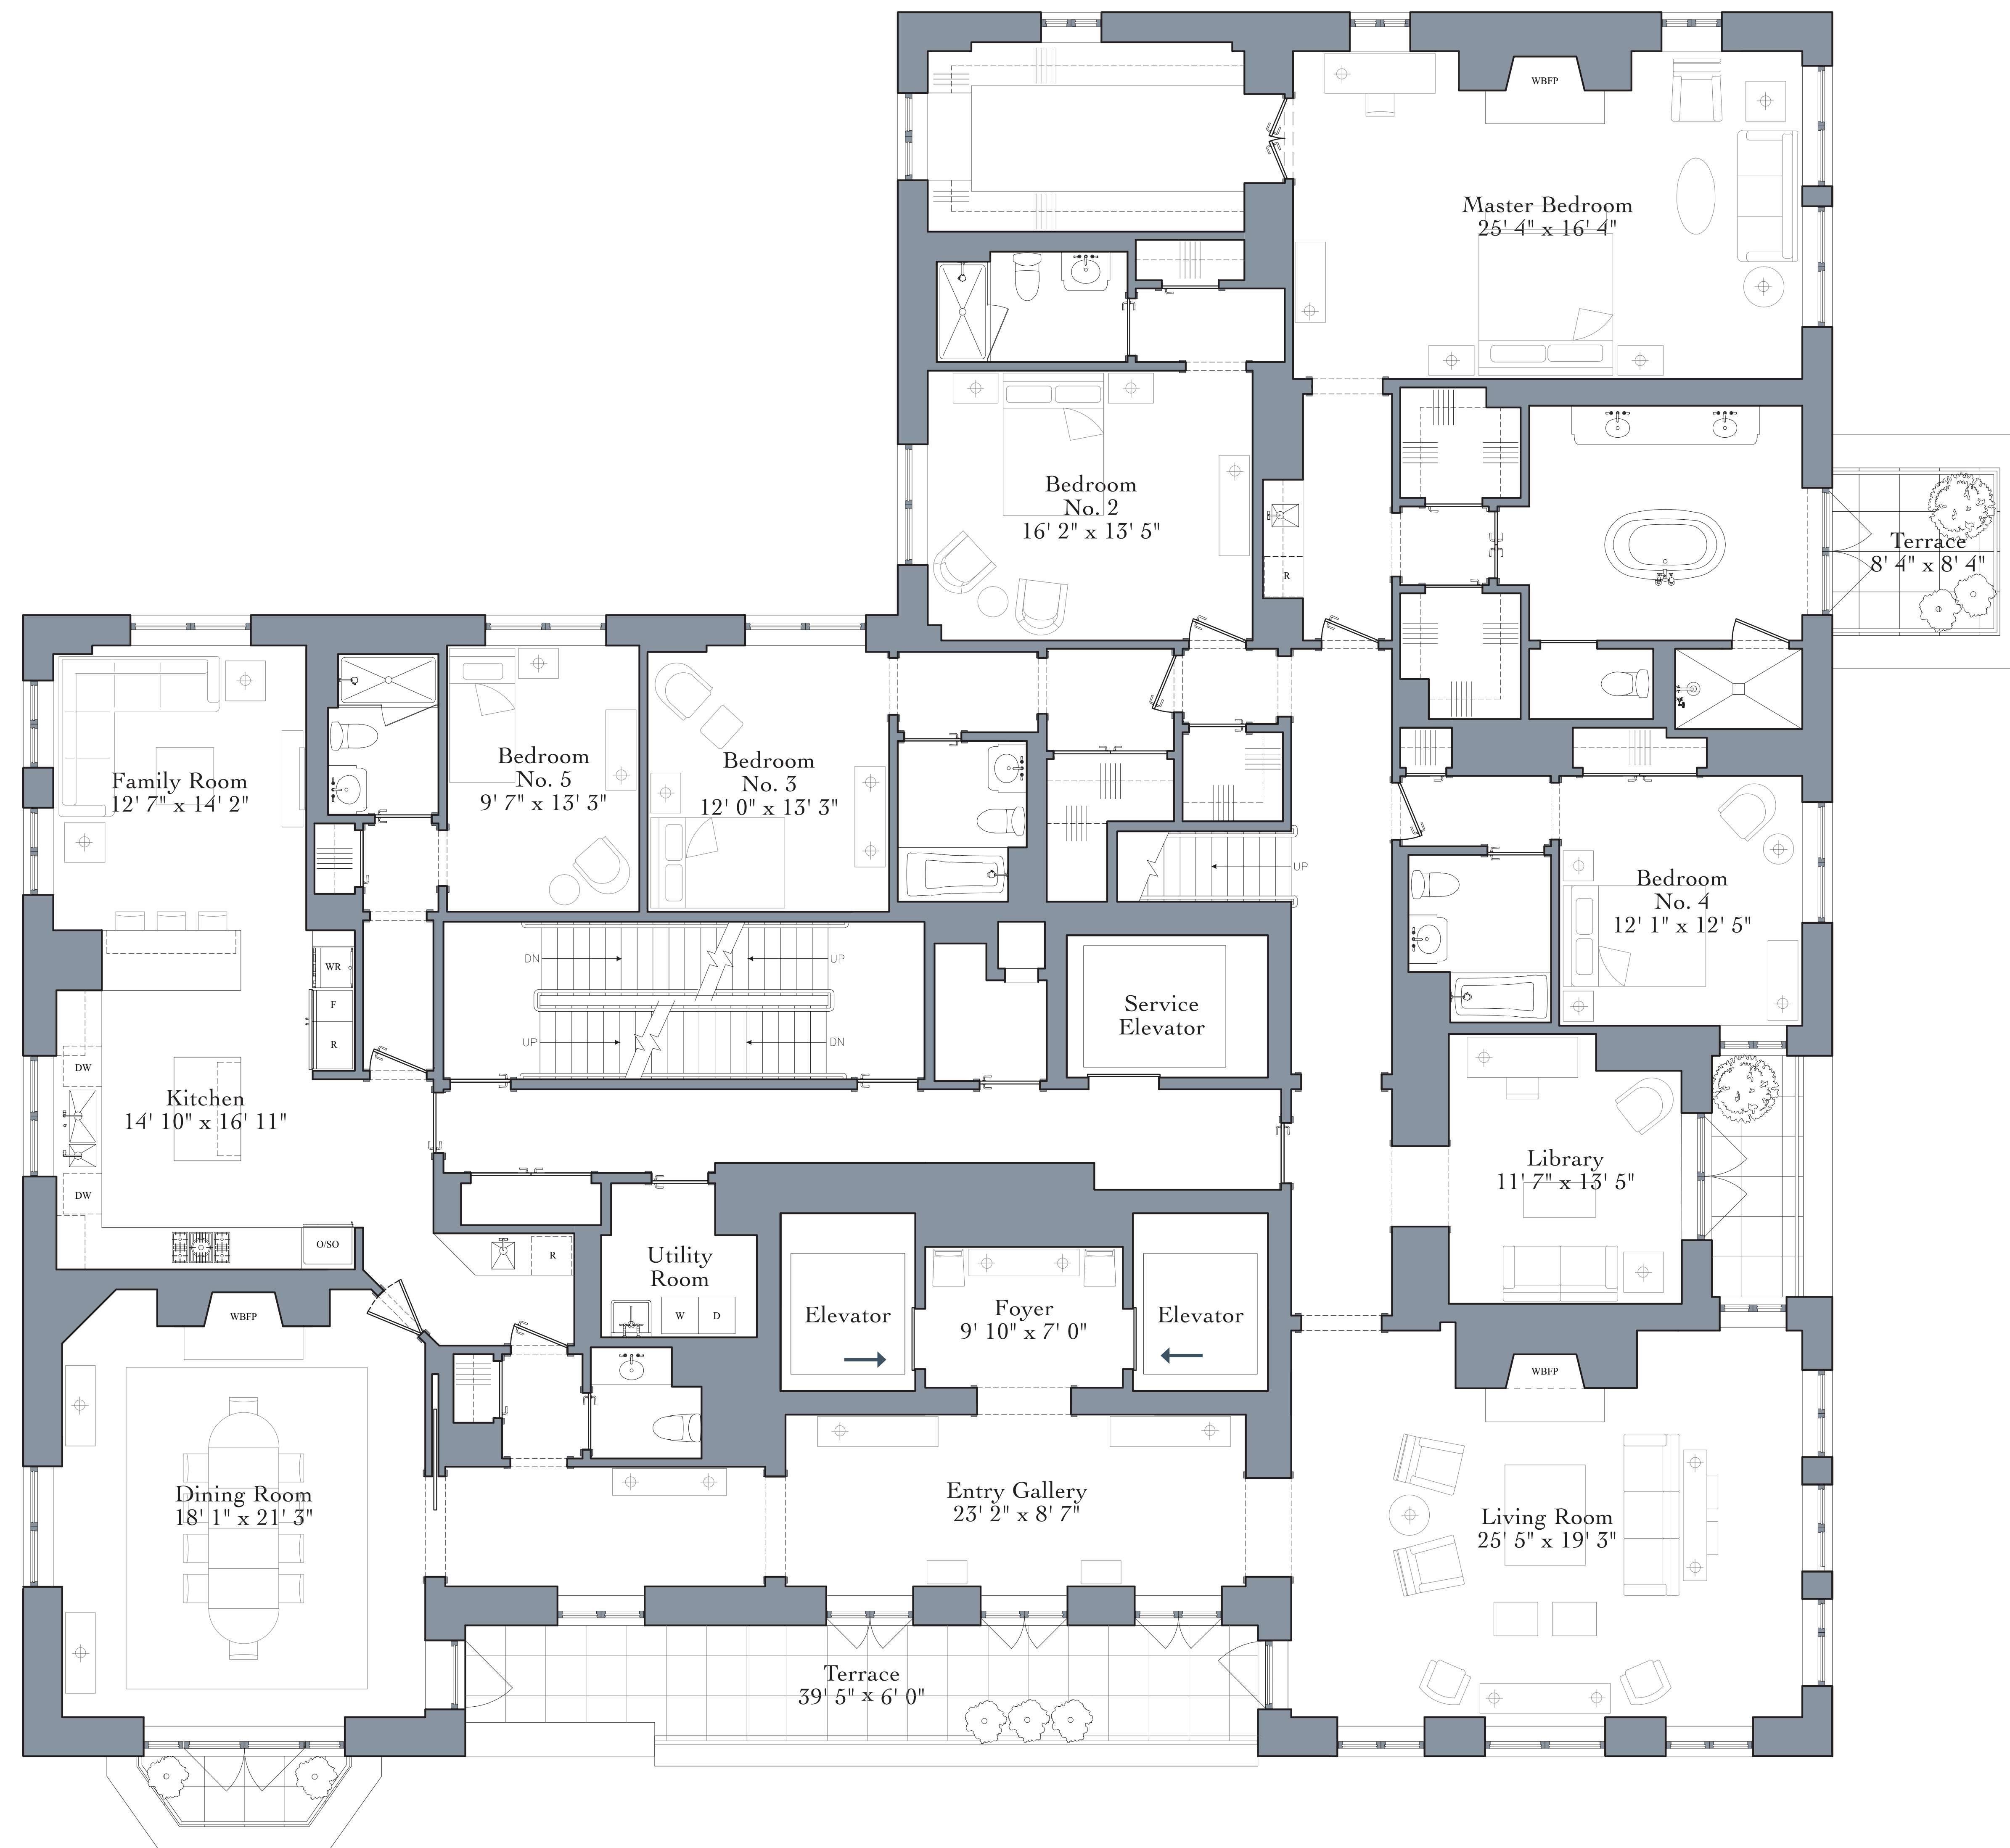 WBFP
Master Bedroom
25' 4" x 16' 4"
Bedroom
No. 2
16' 2" x 13' 5"
R
Terrace
8' 4" x 8' 4"
Family Room
12' 7" x 14' 2"
Bedroom
No. 5
9' 7" x 13' 3"
Bedroom
No. 3
12' 0" x 13' 3"
UP
Bedroom
No. 4
12' 1" x 12' 5"
WR
F
R
DN
UP
UP
DN
Service
Elevator
DW
Kitchen
14' 10" x 16' 11"
DW
O/SO
Library
11' 7" x 13' 5"
R
Utility
Room
W
D
Elevator
Foyer
9' 10" x 7' 0"
Elevator
WBFP
WBFP
Dining Room
18' 1" x 21' 3"
Entry Gallery
23' 2" x 8' 7"
Living Room
25' 5" x 19' 3"
Terrace
39' 5" x 6' 0"